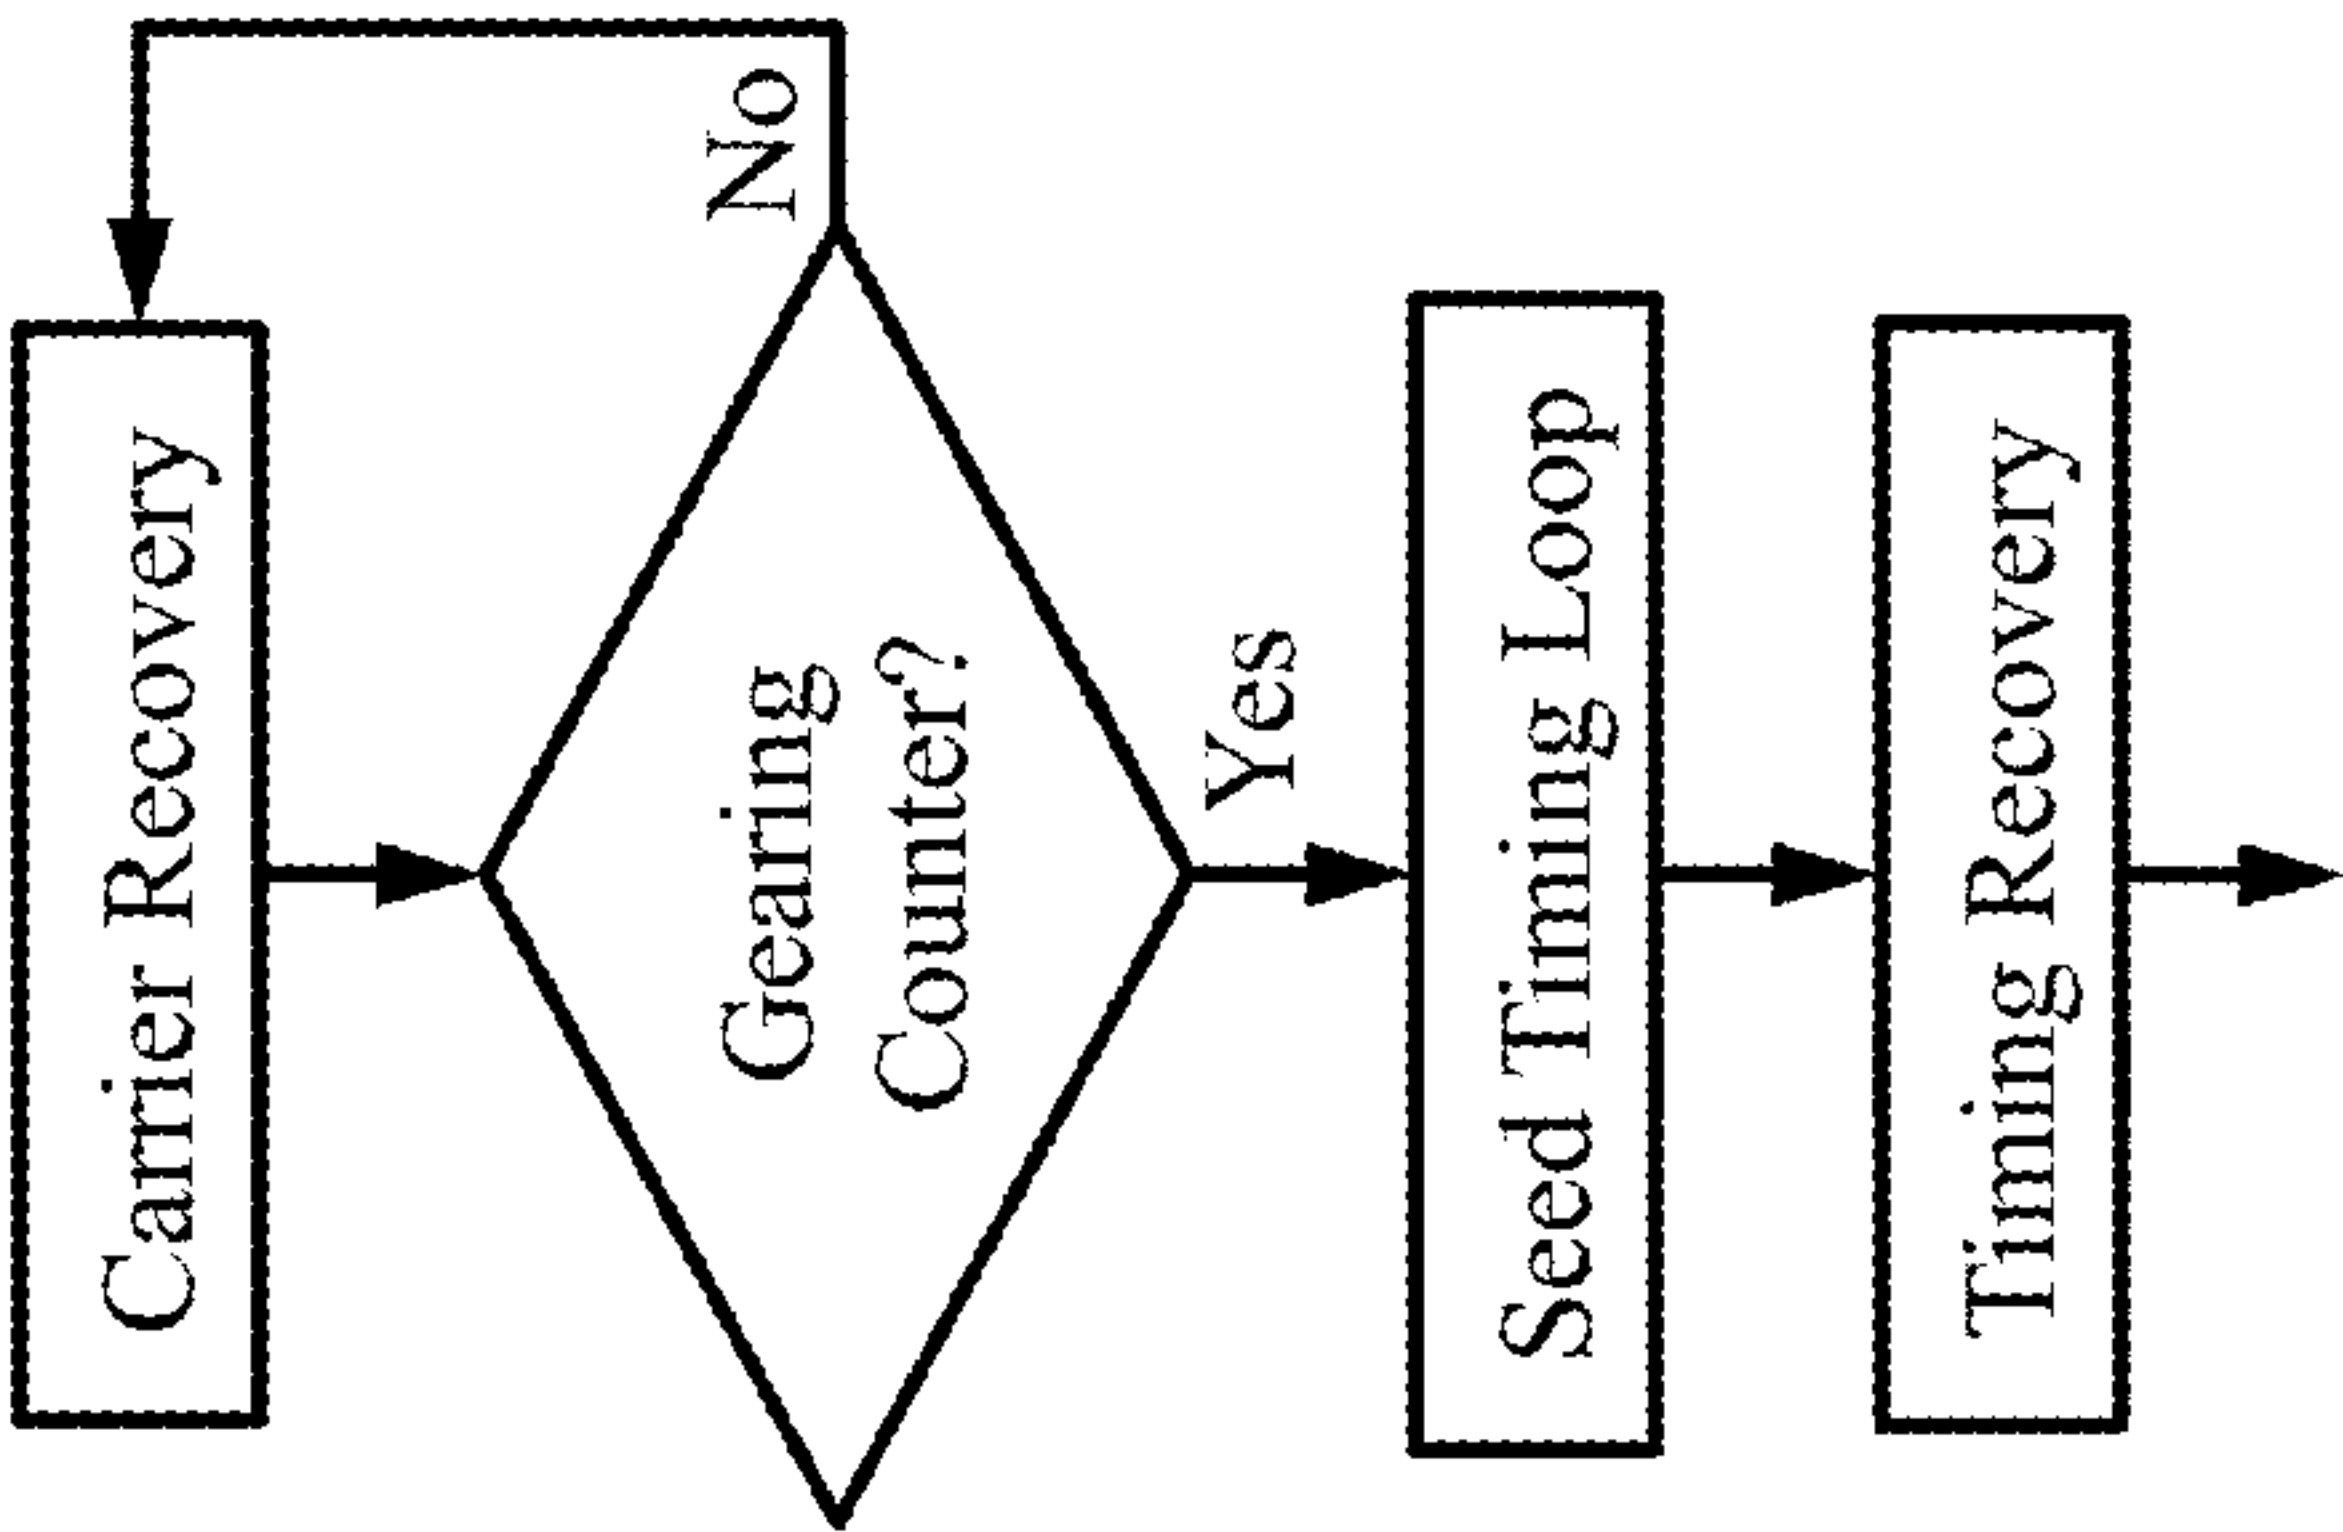 Carrier Recovery
No
Gearing
Counter?
Yes
Seed Timing Loop
Timing Recovery